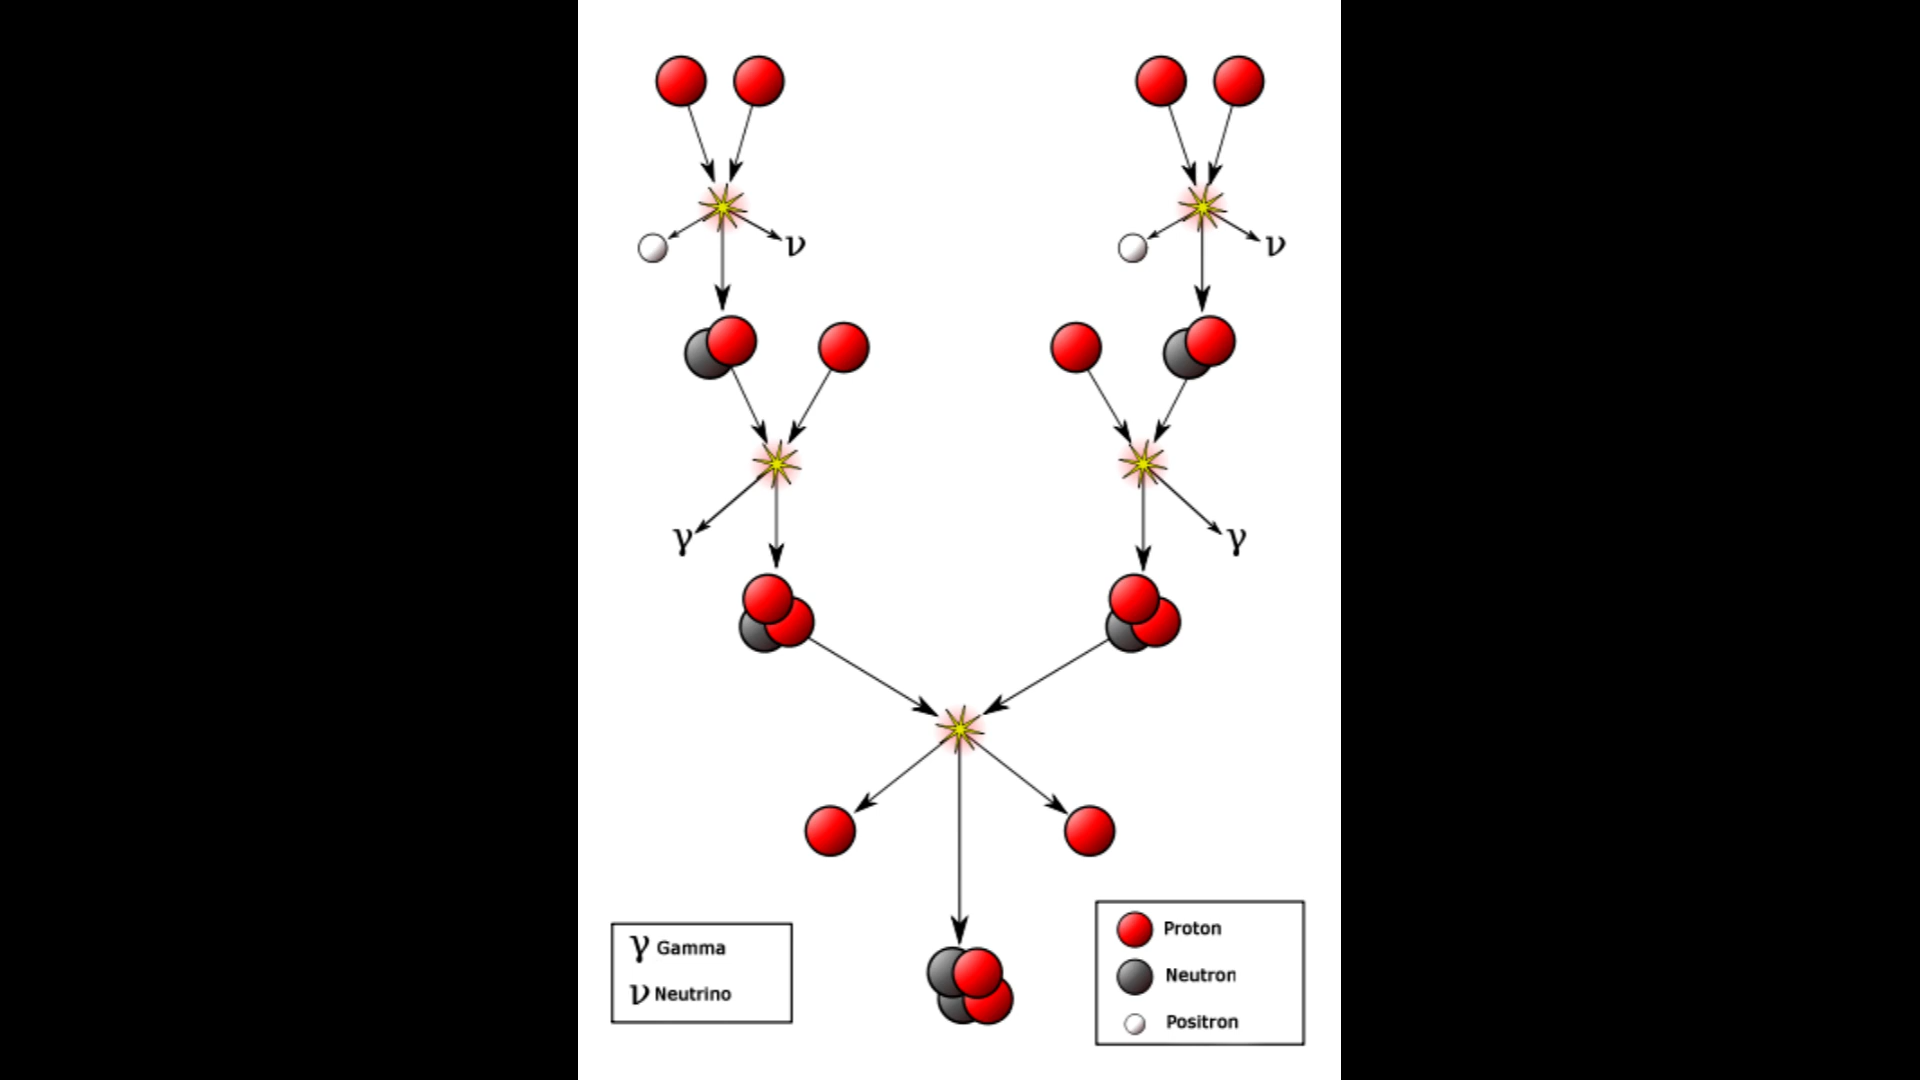 ν
ν
γ
γ
γ Gamma
ν Neutrino
Proton
Neutron
Positron